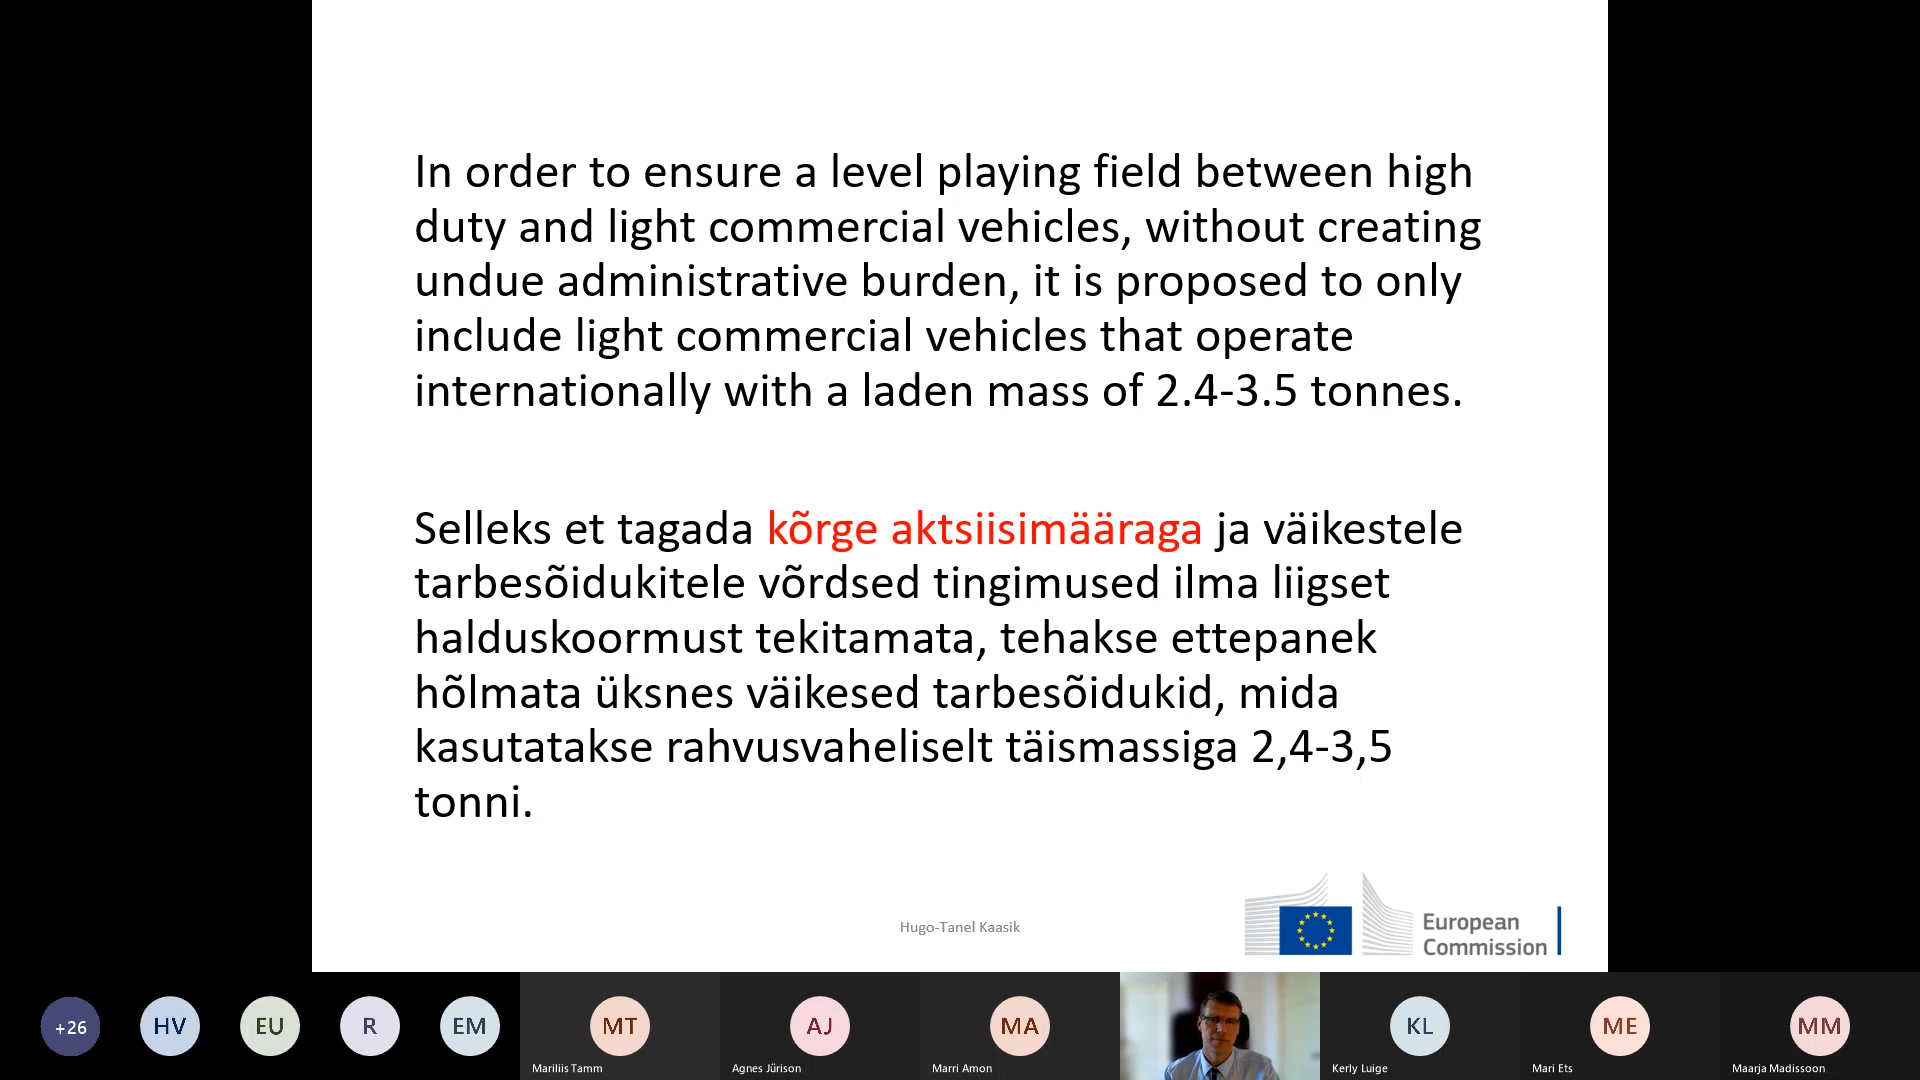 In order to ensure a level playing field between high
duty and light commercial vehicles, without creating
undue administrative burden, it is proposed to only
include light commercial vehicles that operate
internationally with a laden mass of 2.4-3.5 tonnes.
Selleks et tagada kõrge aktsiisimääraga ja väikestele
tarbesõidukitele võrdsed tingimused ilma liigset
halduskoormust tekitamata, tehakse ettepanek
hõlmata üksnes väikesed tarbesõidukid, mida
kasutatakse rahvusvaheliselt täismassiga 2,4-3,5
tonni.
Hugo-Tanel Kaasik
European
Commission
+26
HV
EU
R
EM
MT
Mariliis Tamm
AJ
Agnes Jürison
MA
Marri Amon
KL
Kerly Luige
ME
Mari Ets
MM
Maarja Madissoon